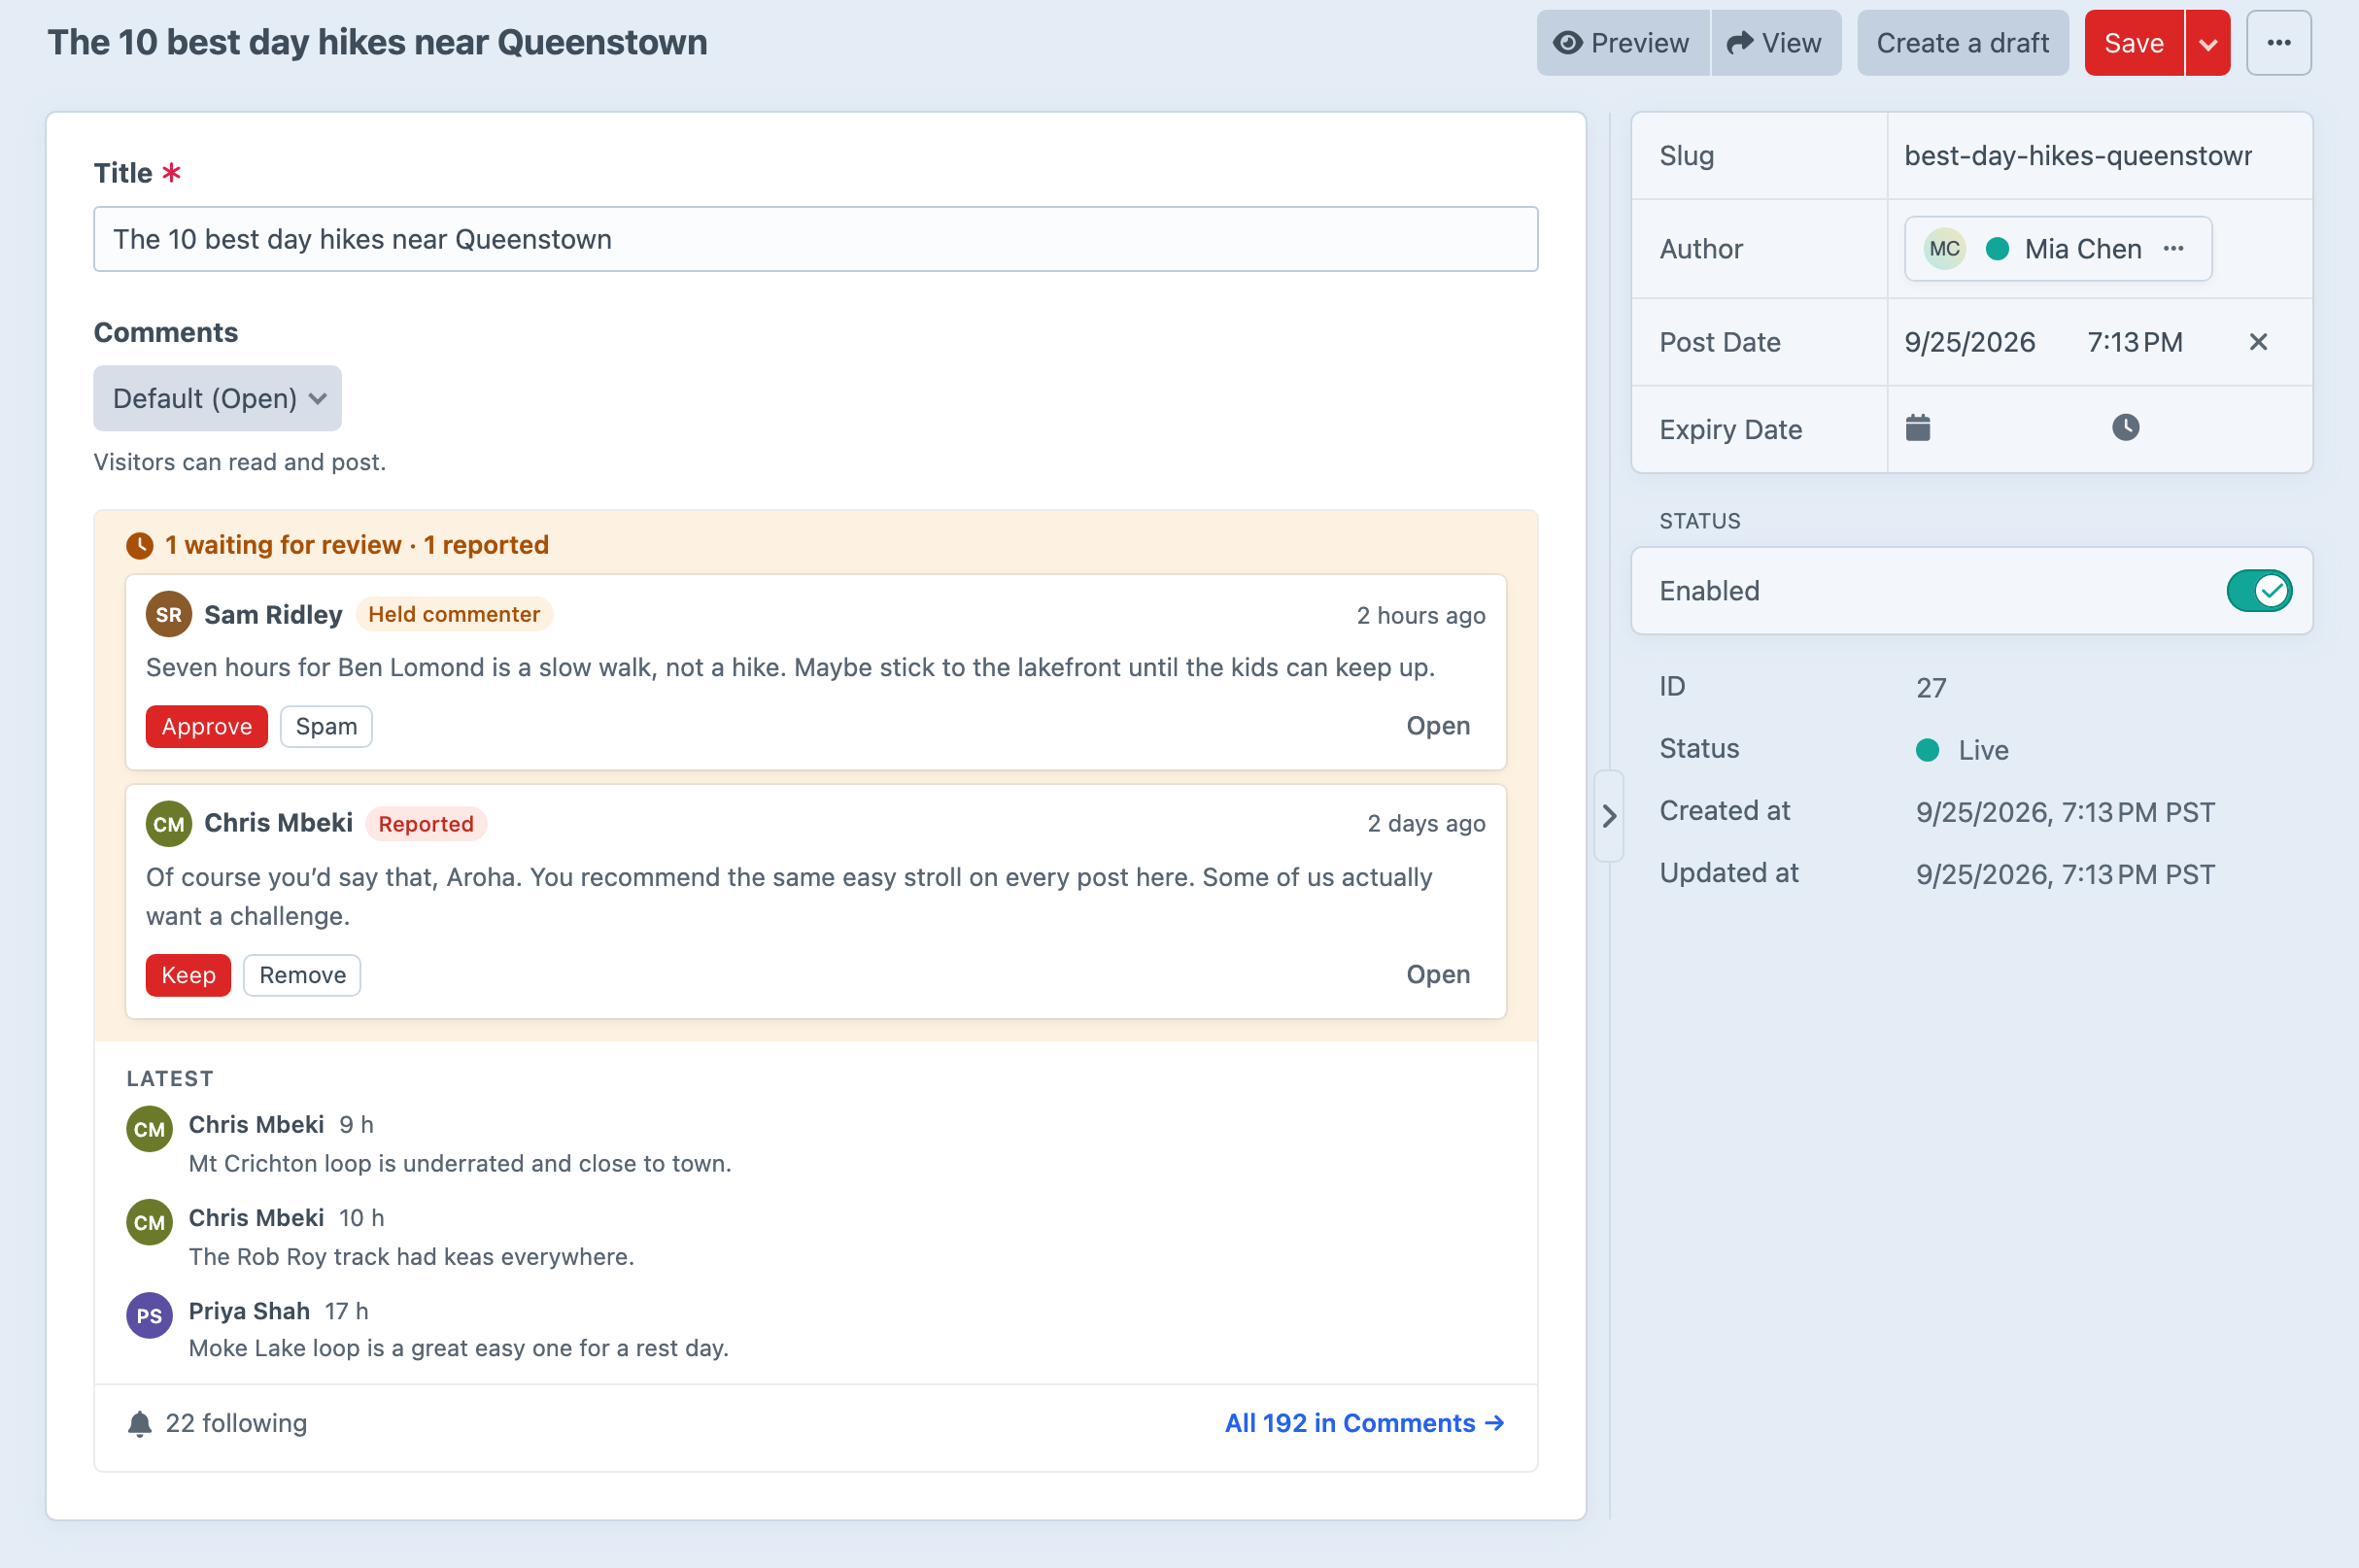 The 10 best day hikes near Queenstown
Preview
View
Create a draft
Save
Title *
The 10 best day hikes near Queenstown
Comments
Default (Open)
Visitors can read and post.
1 waiting for review · 1 reported
SR Sam Ridley Held commenter 2 hours ago
Seven hours for Ben Lomond is a slow walk, not a hike. Maybe stick to the lakefront until the kids can keep up.
Approve Spam Open
CM Chris Mbeki Reported 2 days ago
Of course you’d say that, Aroha. You recommend the same easy stroll on every post here. Some of us actually
want a challenge.
Keep Remove Open
LATEST
CM Chris Mbeki 9 h
Mt Crichton loop is underrated and close to town.
CM Chris Mbeki 10 h
The Rob Roy track had keas everywhere.
PS Priya Shah 17 h
Moke Lake loop is a great easy one for a rest day.
22 following
All 192 in Comments →
Slug best-day-hikes-queenstow
Author MC Mia Chen
Post Date 9/25/2026 7:13 PM
Expiry Date
STATUS
Enabled
ID 27
Status Live
Created at 9/25/2026, 7:13 PM PST
Updated at 9/25/2026, 7:13 PM PST